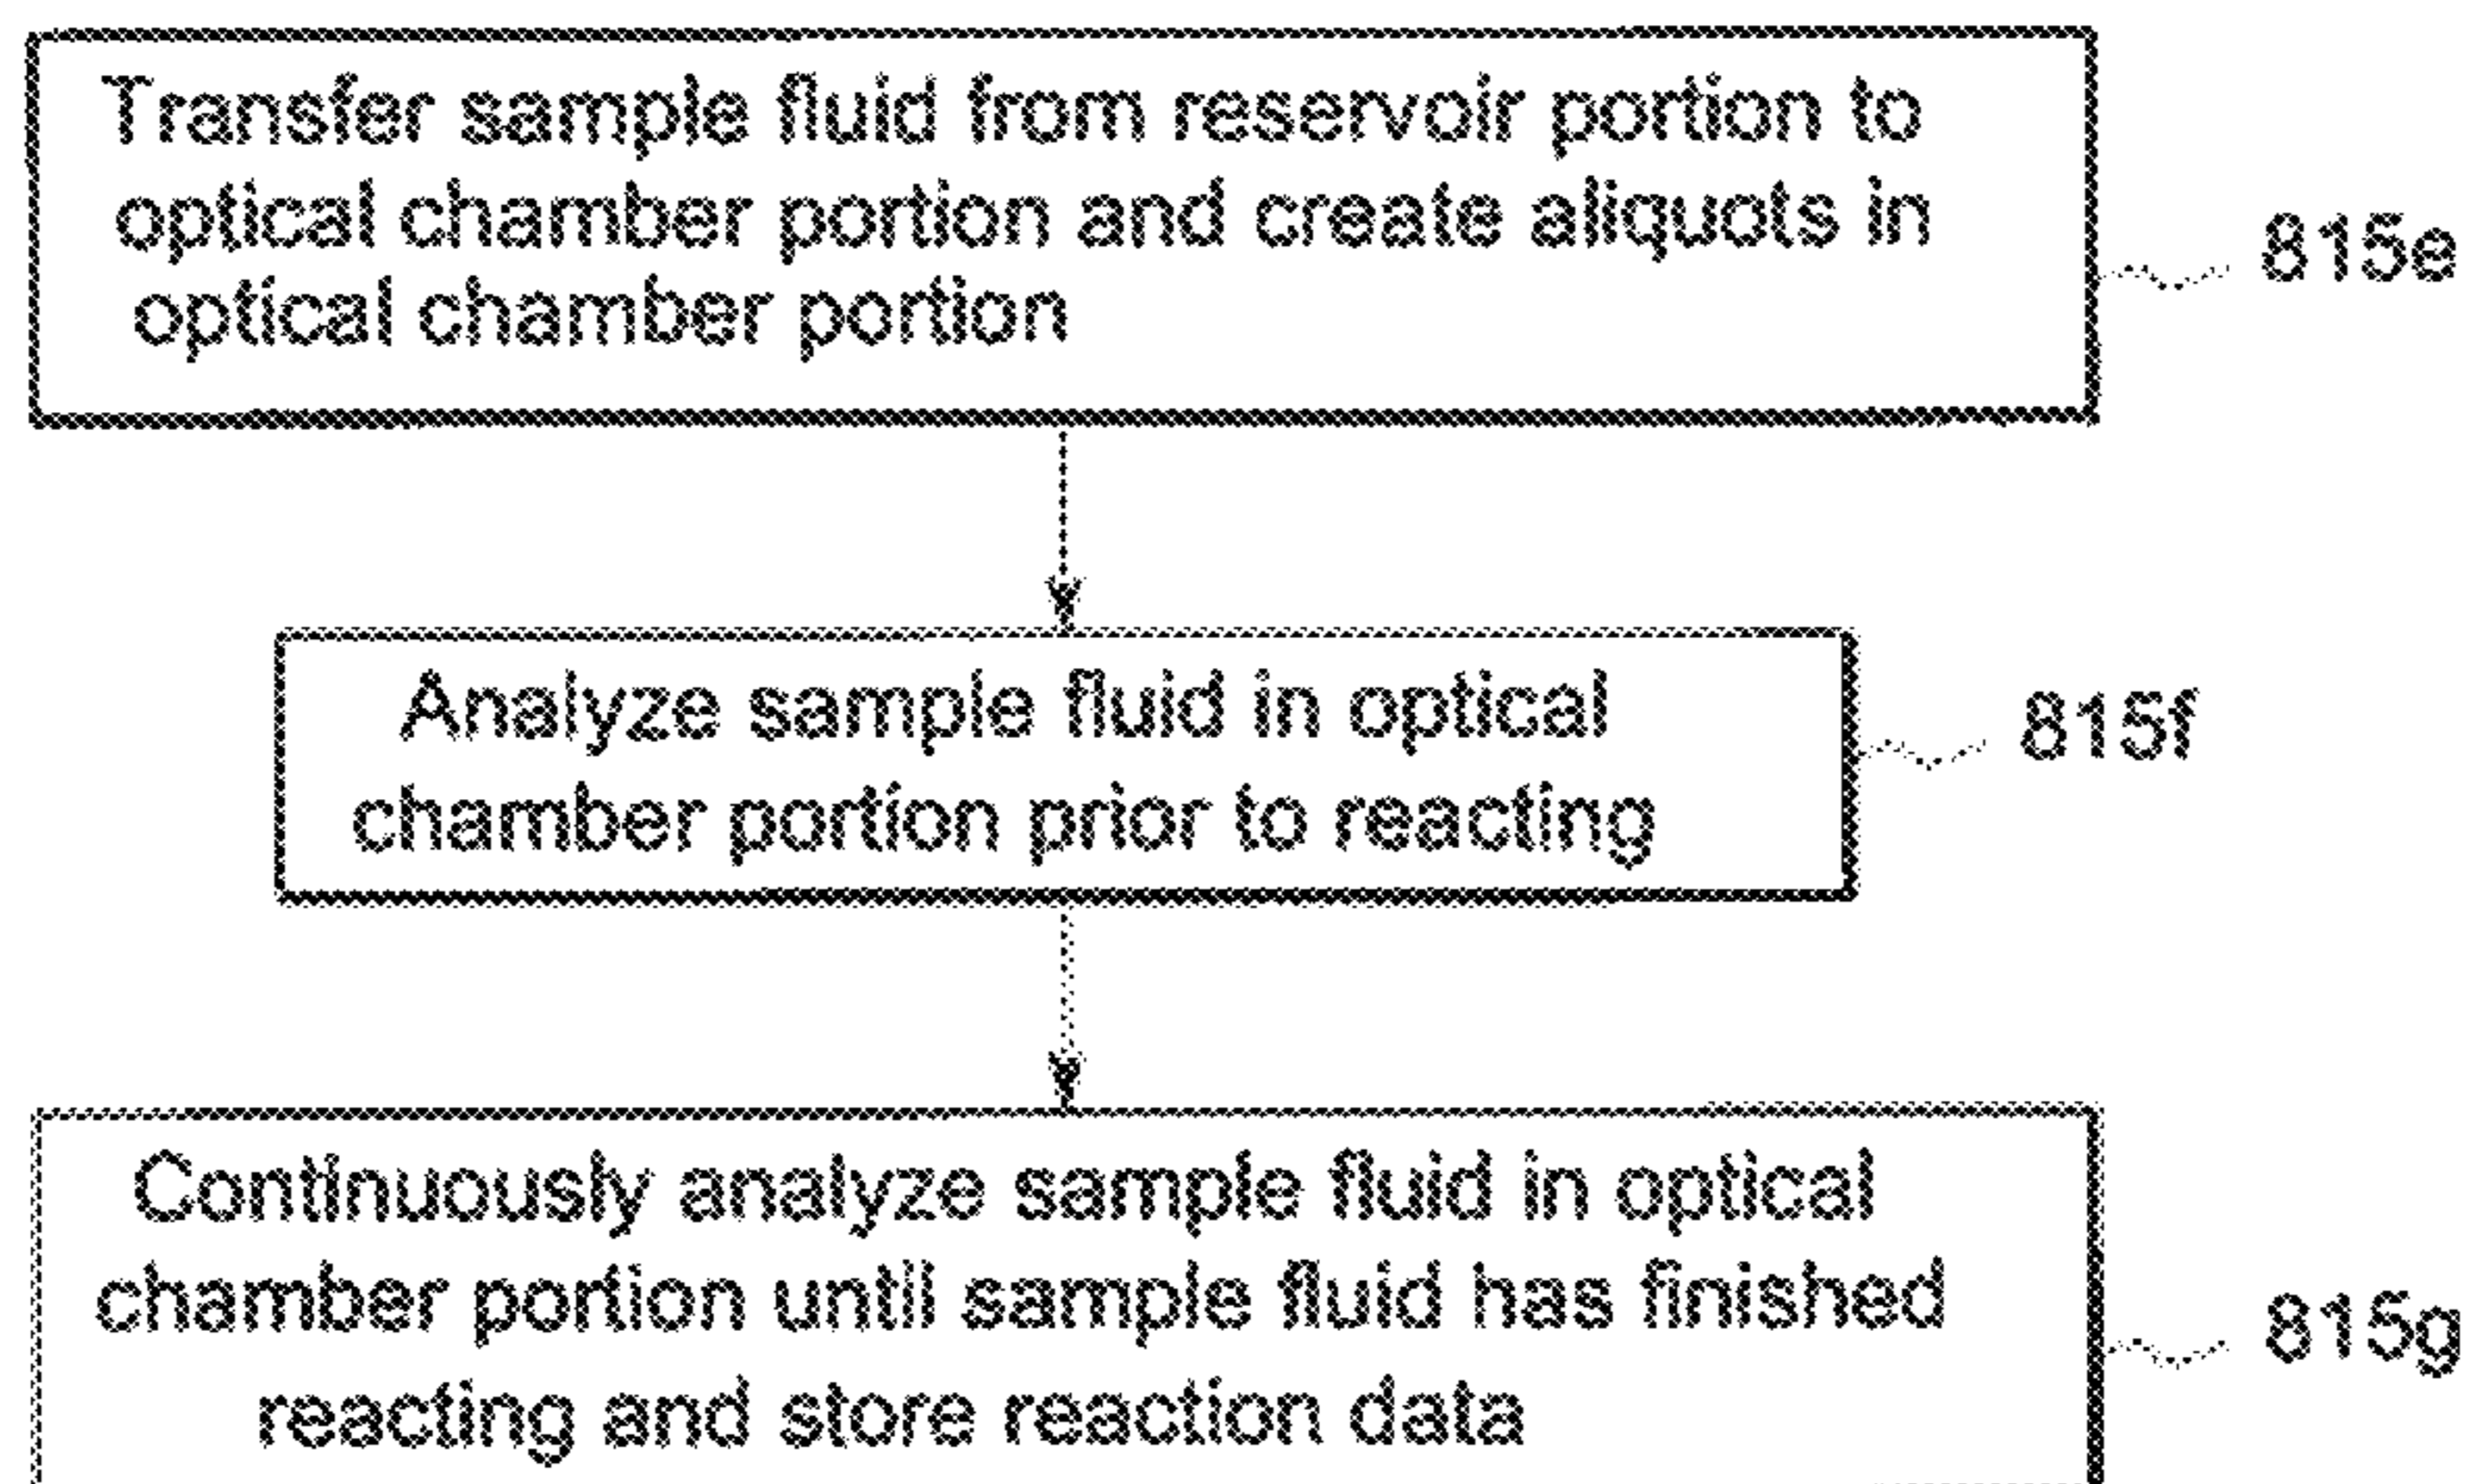 Transfer sample fluid from reservoir portion to
optical chamber portion and create aliquots in
optical chamber portion
815e
Analyze sample fluid in optical
chamber portion prior to reacting
815f
Continuously analyze sample fluid in optical
chamber portion until sample fluid has finished
reacting and store reaction data
815g